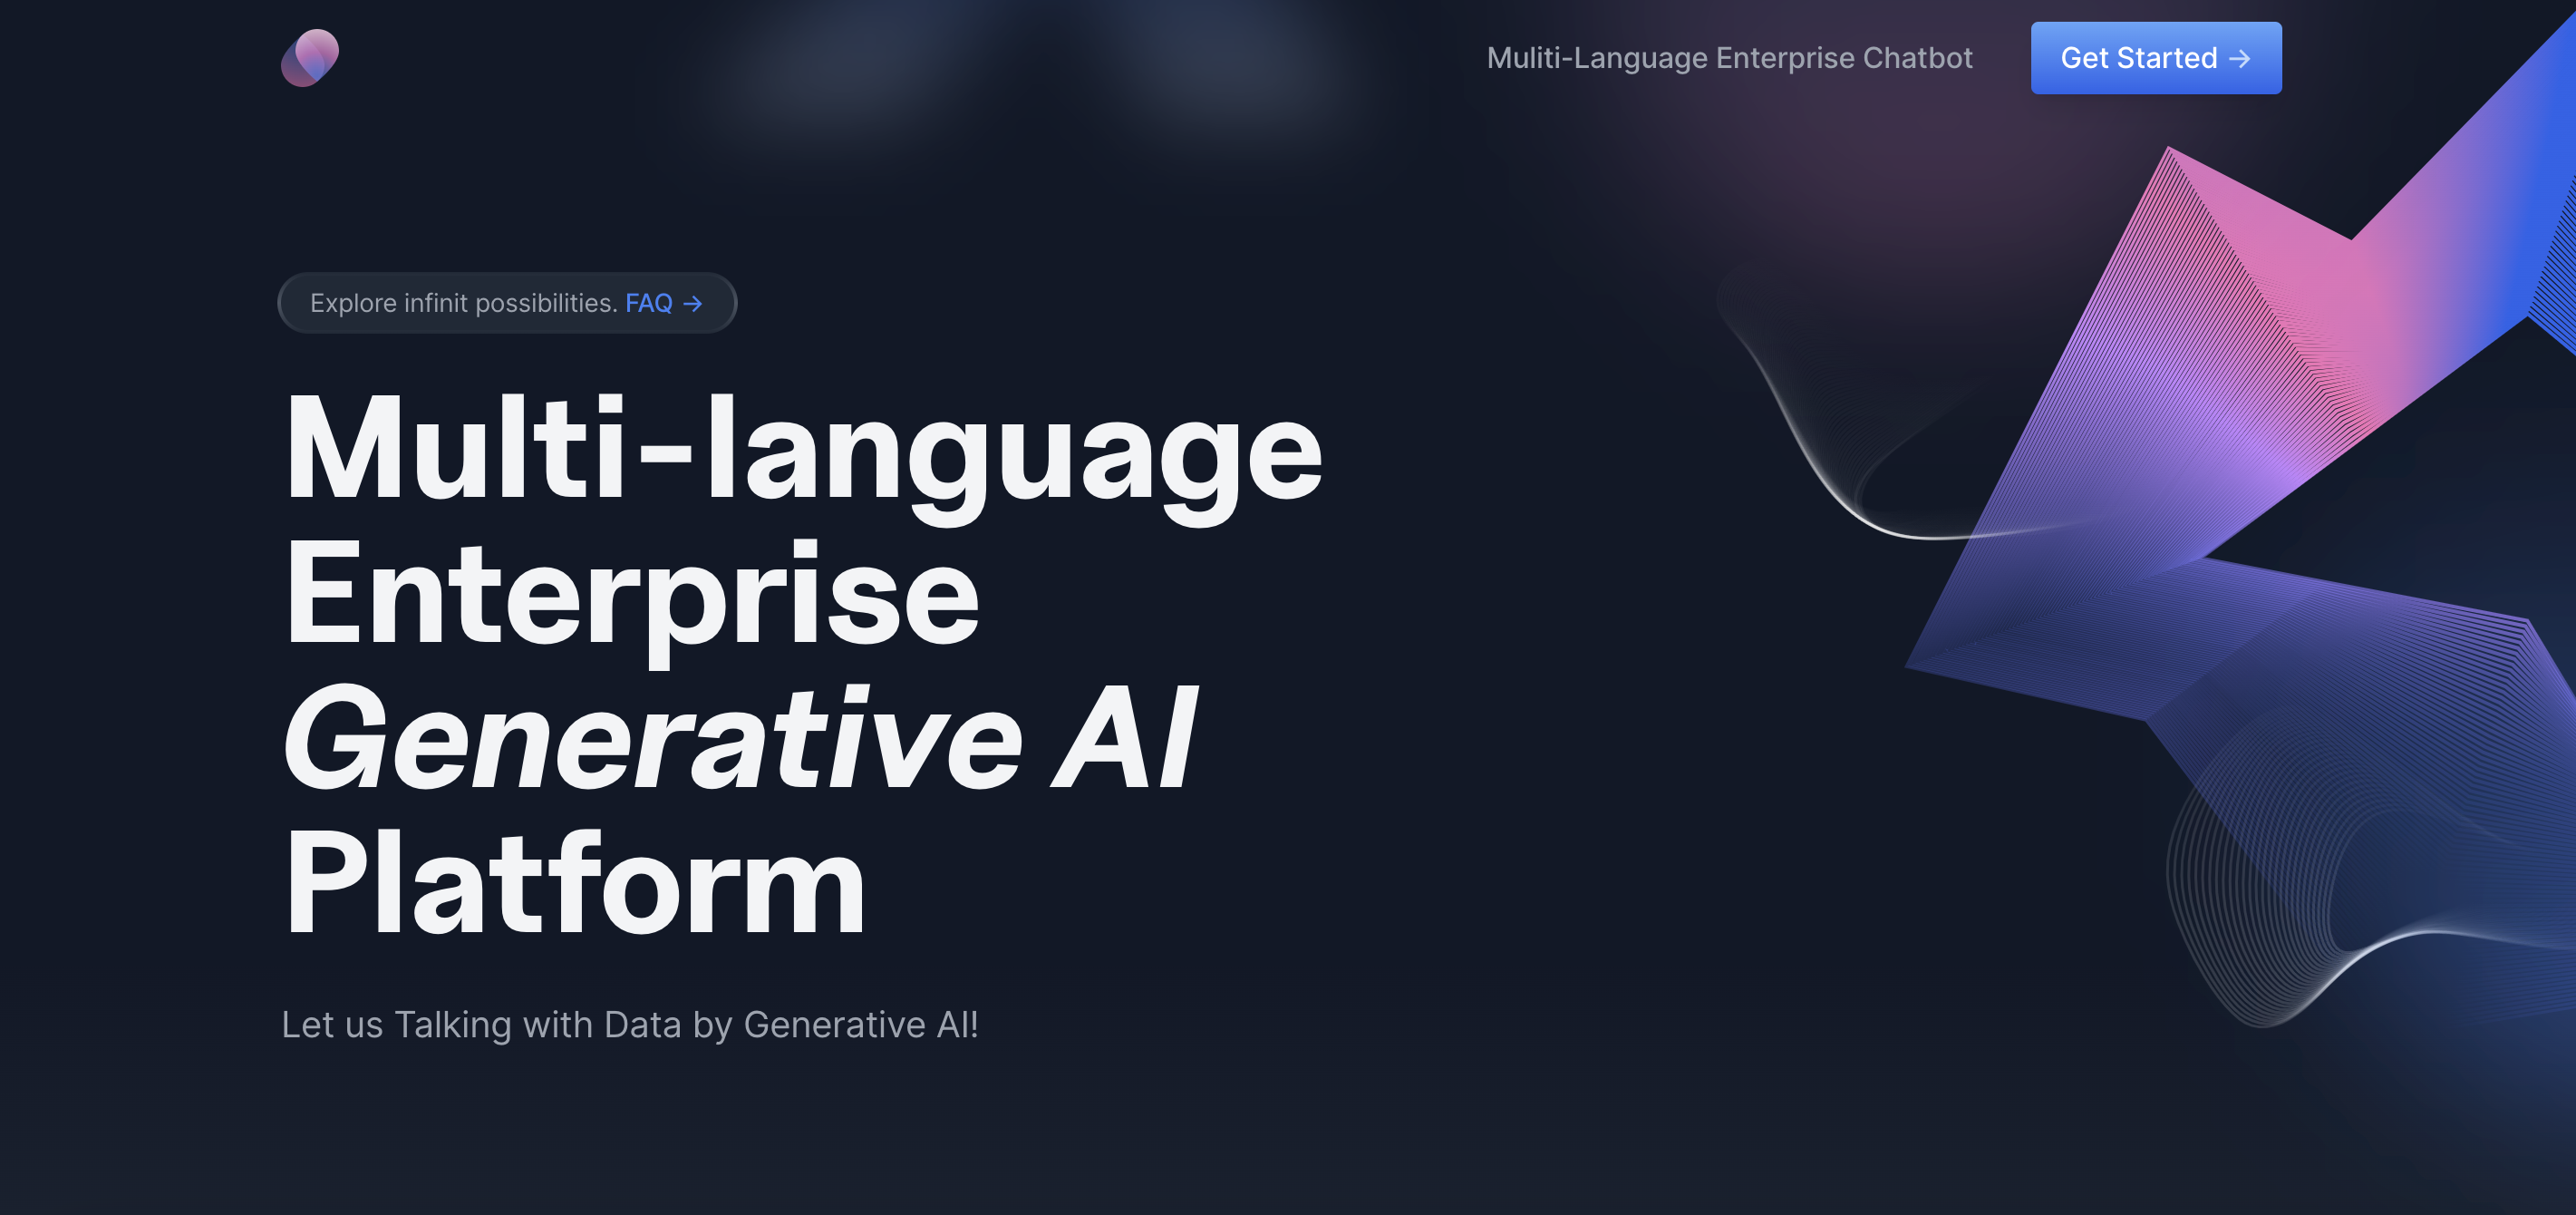 Muliti-Language Enterprise Chatbot
Get Started →
Explore infinit possibilities. FAQ →
Multi-language
Enterprise
Generative AI
Platform
Let us Talking with Data by Generative AI!